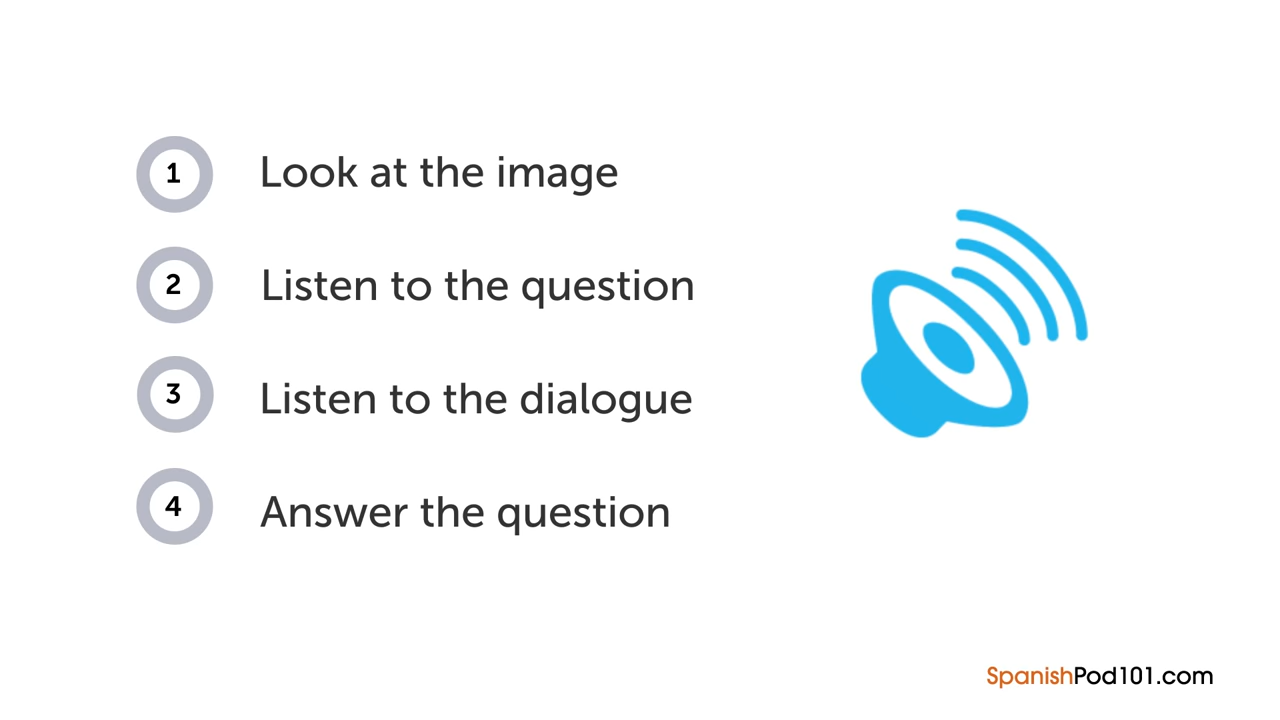 1 Look at the image
2 Listen to the question
3 Listen to the dialogue
4 Answer the question
SpanishPod101.com